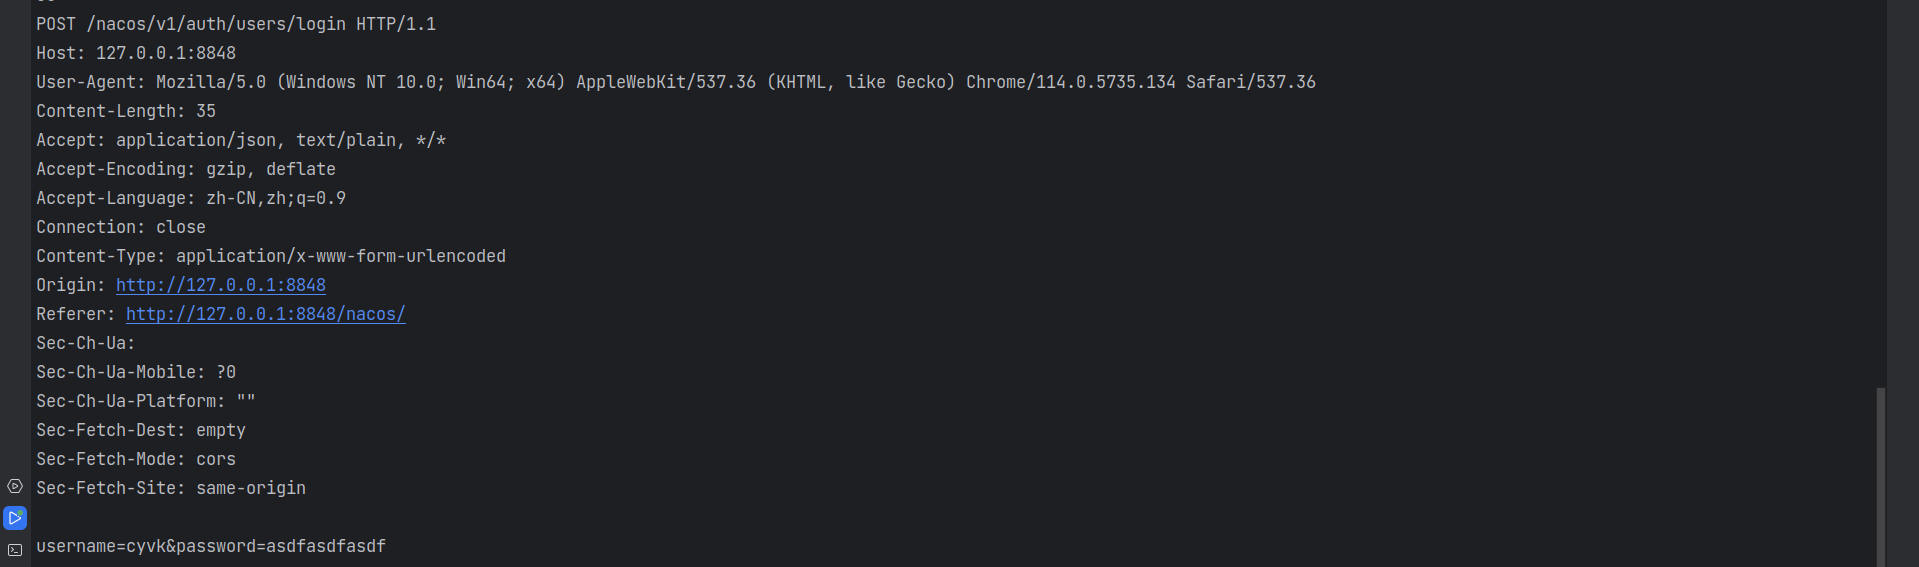 POST /nacos/v1/auth/users/login HTTP/1.1
Host: 127.0.0.1:8848
User-Agent: Mozilla/5.0 (Windows NT 10.0; Win64; x64) AppleWebKit/537.36 (KHTML, like Gecko) Chrome/114.0.5735.134 Safari/537.36
Content-Length: 35
Accept: application/json, text/plain, */*
Accept-Encoding: gzip, deflate
Accept-Language: zh-CN,zh;q=0.9
Connection: close
Content-Type: application/x-www-form-urlencoded
Origin: http://127.0.0.1:8848
Referer: http://127.0.0.1:8848/nacos/
Sec-Ch-Ua:
Sec-Ch-Ua-Mobile: ?0
Sec-Ch-Ua-Platform: ""
Sec-Fetch-Dest: empty
Sec-Fetch-Mode: cors
Sec-Fetch-Site: same-origin
username=cyvk&password=asdfasdfasdf